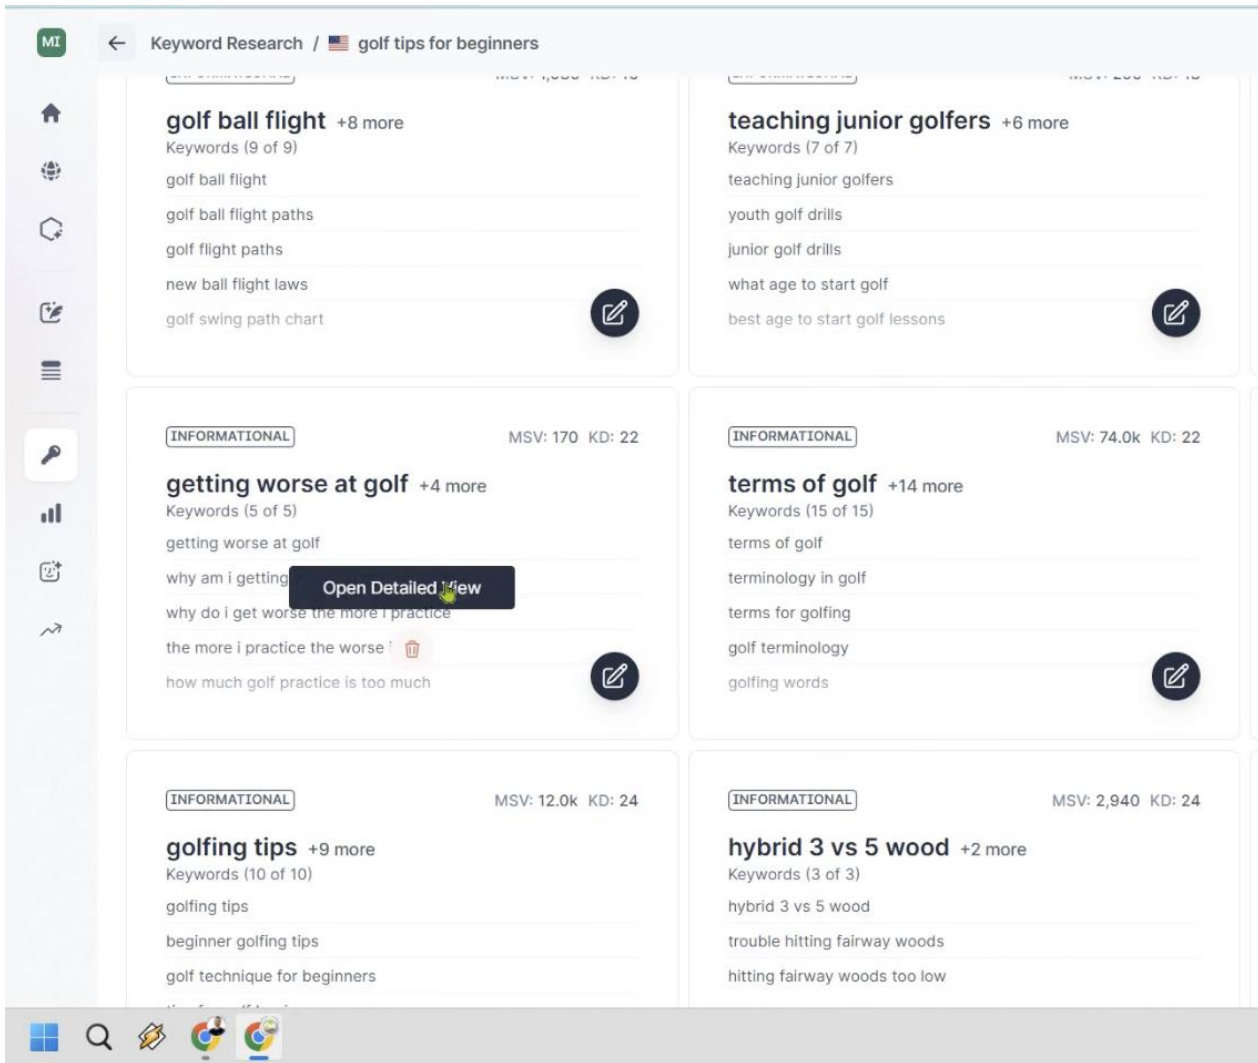 MI
Keyword Research / golf tips for beginners
golf ball flight +8 more
Keywords (9 of 9)
golf ball flight
golf ball flight paths
golf flight paths
new ball flight laws
golf swing path chart
teaching junior golfers +6 more
Keywords (7 of 7)
teaching junior golfers
youth golf drills
junior golf drills
what age to start golf
best age to start golf lessons
INFORMATIONAL MSV: 170 KD: 22
getting worse at golf +4 more
Keywords (5 of 5)
getting worse at golf
why am i getting
Open Detailed View
why do i get worse the more i practice
the more i practice the worse
how much golf practice is too much
INFORMATIONAL MSV: 74.0k KD: 22
terms of golf +14 more
Keywords (15 of 15)
terms of golf
terminology in golf
terms for golfing
golf terminology
golfing words
INFORMATIONAL MSV: 12.0k KD: 24
golfing tips +9 more
Keywords (10 of 10)
golfing tips
beginner golfing tips
golf technique for beginners
INFORMATIONAL MSV: 2,940 KD: 24
hybrid 3 vs 5 wood +2 more
Keywords (3 of 3)
hybrid 3 vs 5 wood
trouble hitting fairway woods
hitting fairway woods too low